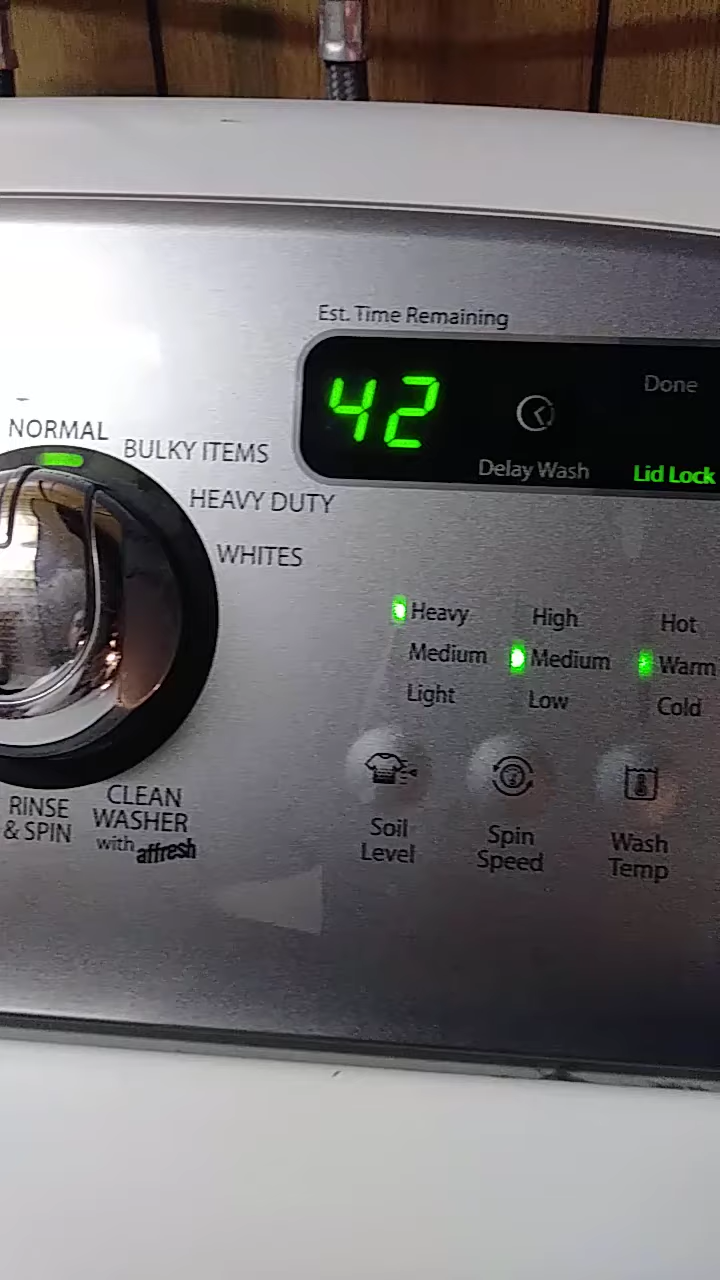 Est. Time Remaining
42
Done
Delay Wash
Lid Lock
NORMAL
BULKY ITEMS
HEAVY DUTY
WHITES
Heavy
High
Hot
Medium
Medium
Warm
Light
Low
Cold
Soil
Level
Spin
Speed
Wash
Temp
RINSE
& SPIN
CLEAN
WASHER
with affresh